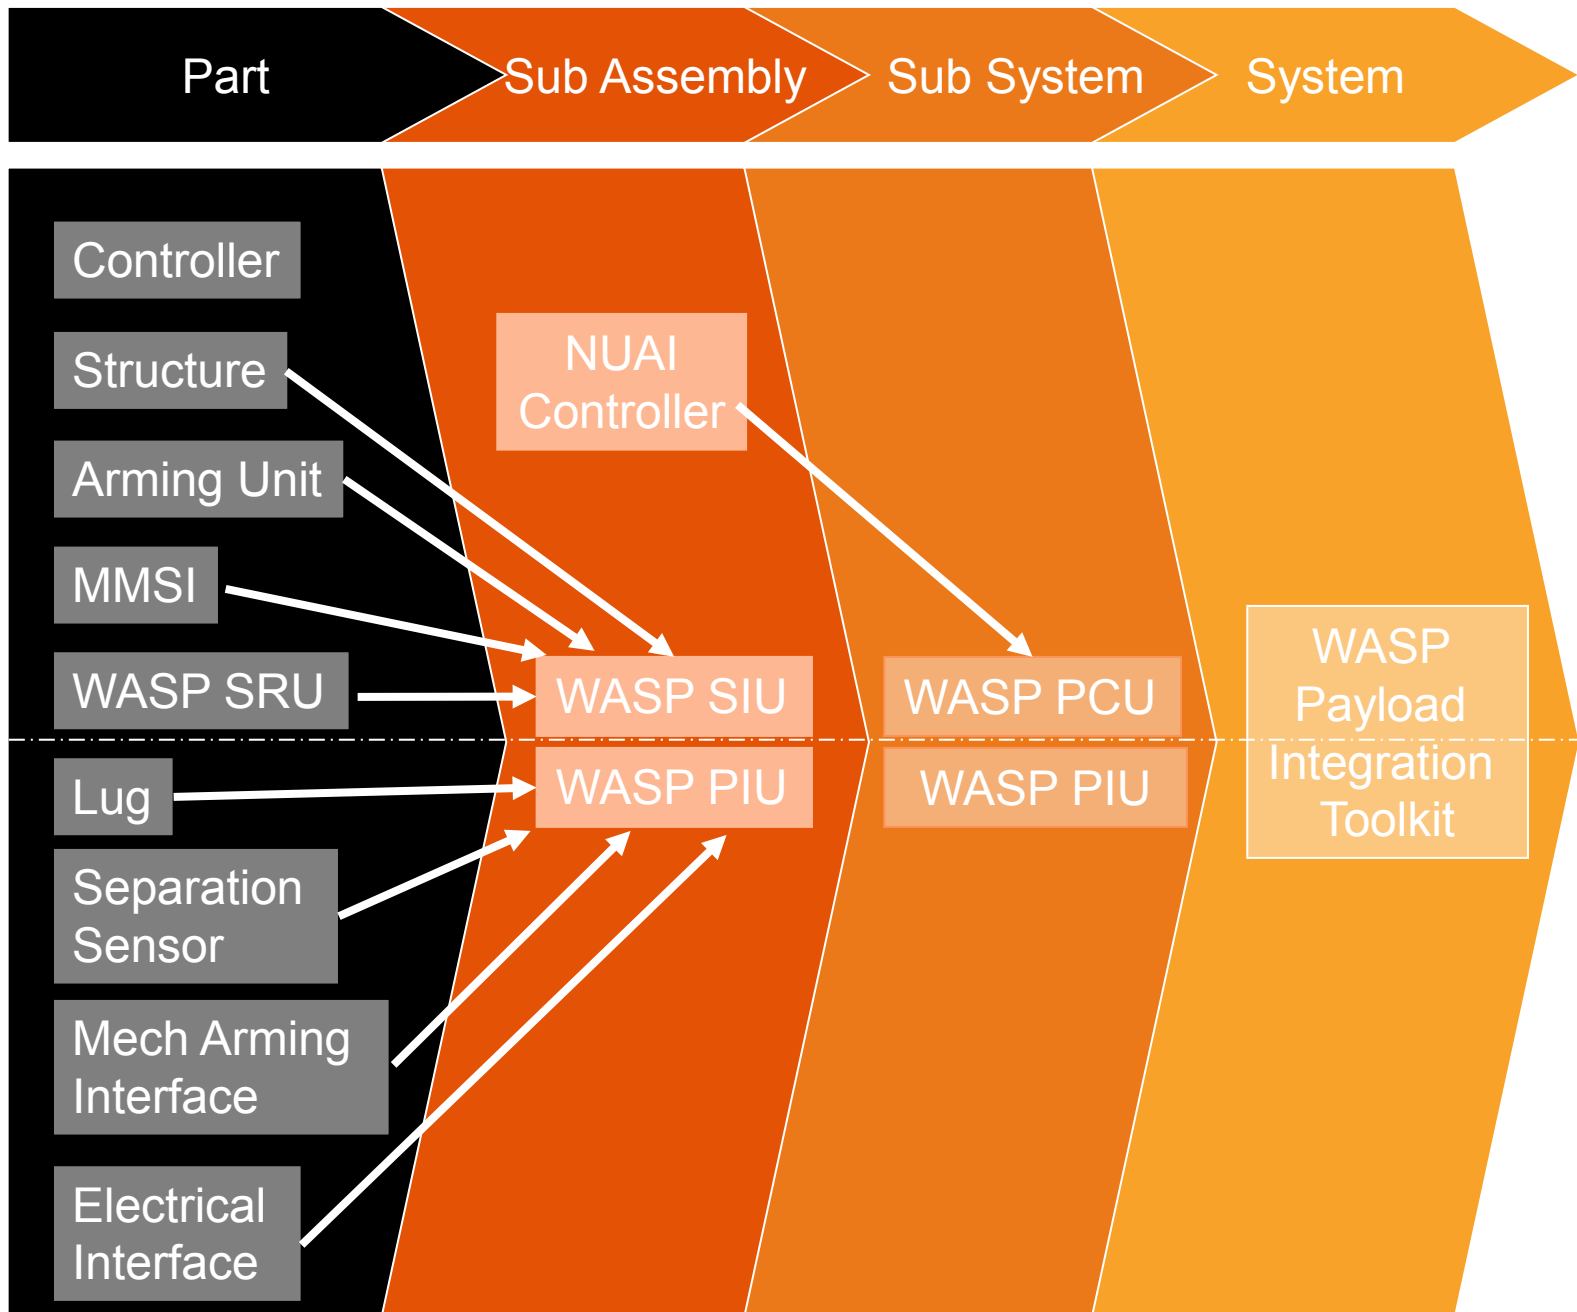 Part
Sub Assembly
Sub System
System
Controller
Structure
Arming Unit
MMSI
WASP SRU
Lug
Separation
Sensor
Mech Arming
Interface
Electrical
Interface
NUAI
Controller
WASP SIU
WASP PIU
WASP PCU
WASP PIU
WASP
Payload
Integration
Toolkit